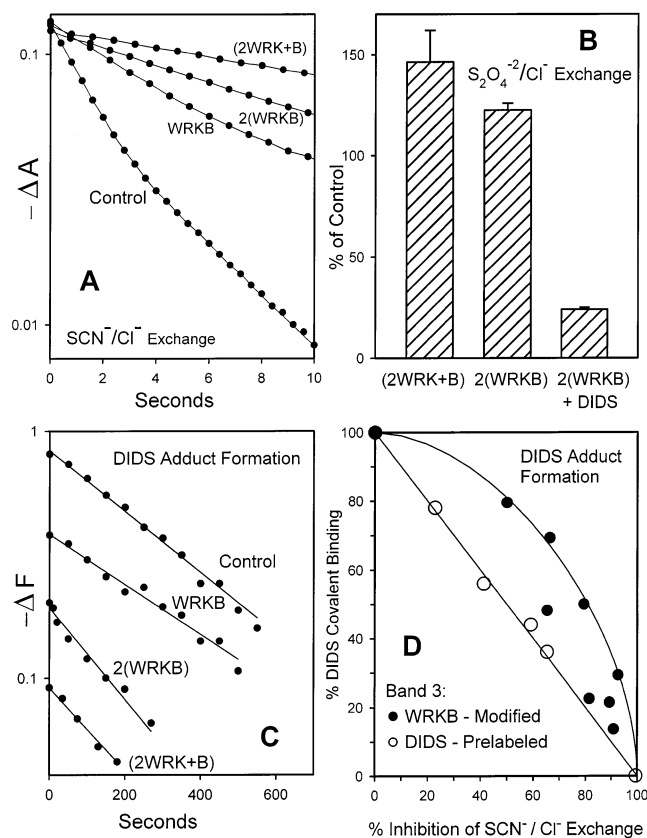 0.1
0.01
− ΔA
(2WRK+B)
2(WRKB)
WRKB
Control
A
SCN⁻/Cl⁻ Exchange
0 2 4 6 8 10
Seconds
150
100
50
0
% of Control
B
S₂O₄⁻²/Cl⁻ Exchange
(2WRK+B) 2(WRKB) 2(WRKB)
+ DIDS
1
0.1
− ΔF
DIDS Adduct Formation
Control
WRKB
2(WRKB)
(2WRK+B)
C
0 200 400 600
Seconds
100
80
60
40
20
0
% DIDS Covalent Binding
DIDS Adduct
Formation
D
Band 3:
● WRKB - Modified
○ DIDS - Prelabeled
0 20 40 60 80 100
% Inhibition of SCN⁻ / Cl⁻ Exchange